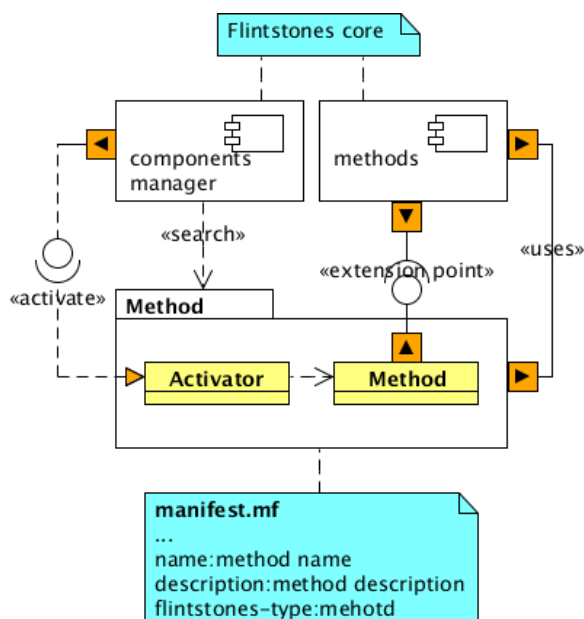 Flintstones core
components
manager
methods
«search»
«extension point»
«uses»
«activate»
Method
Activator
Method
manifest.mf
...
name:method name
description:method description
flintstones-type:mehotd